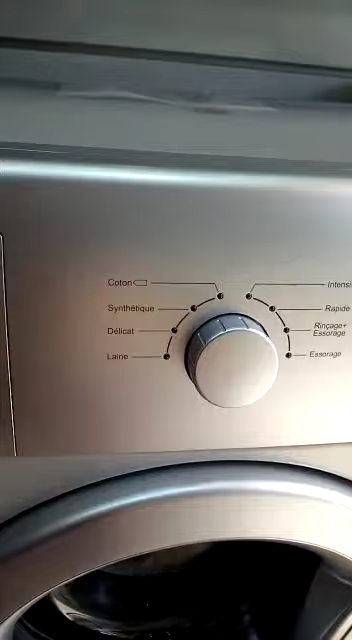 Coton
Synthétique
Délicat
Laine
Rapide
Rinçage+
Essorage
Essorage